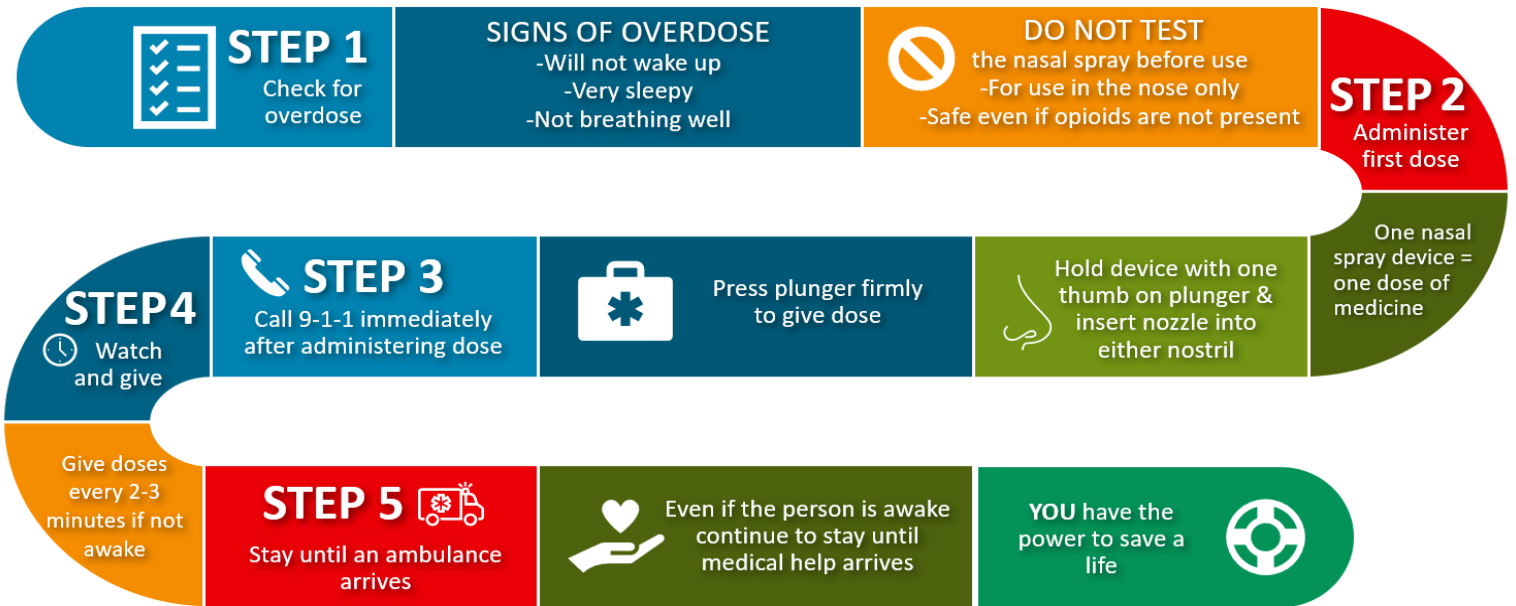 STEP 1
Check for
overdose
SIGNS OF OVERDOSE
-Will not wake up
-Very sleepy
-Not breathing well
DO NOT TEST
the nasal spray before use
-For use in the nose only
-Safe even if opioids are not present
STEP 2
Administer
first dose
One nasal
spray device =
one dose of
medicine
Hold device with one
thumb on plunger &
insert nozzle into
either nostril
Press plunger firmly
to give dose
STEP 3
Call 9-1-1 immediately
after administering dose
STEP4
Watch
and give
Give doses
every 2-3
minutes if not
awake
STEP 5
Stay until an ambulance
arrives
Even if the person is awake
continue to stay until
medical help arrives
YOU have the
power to save a
life